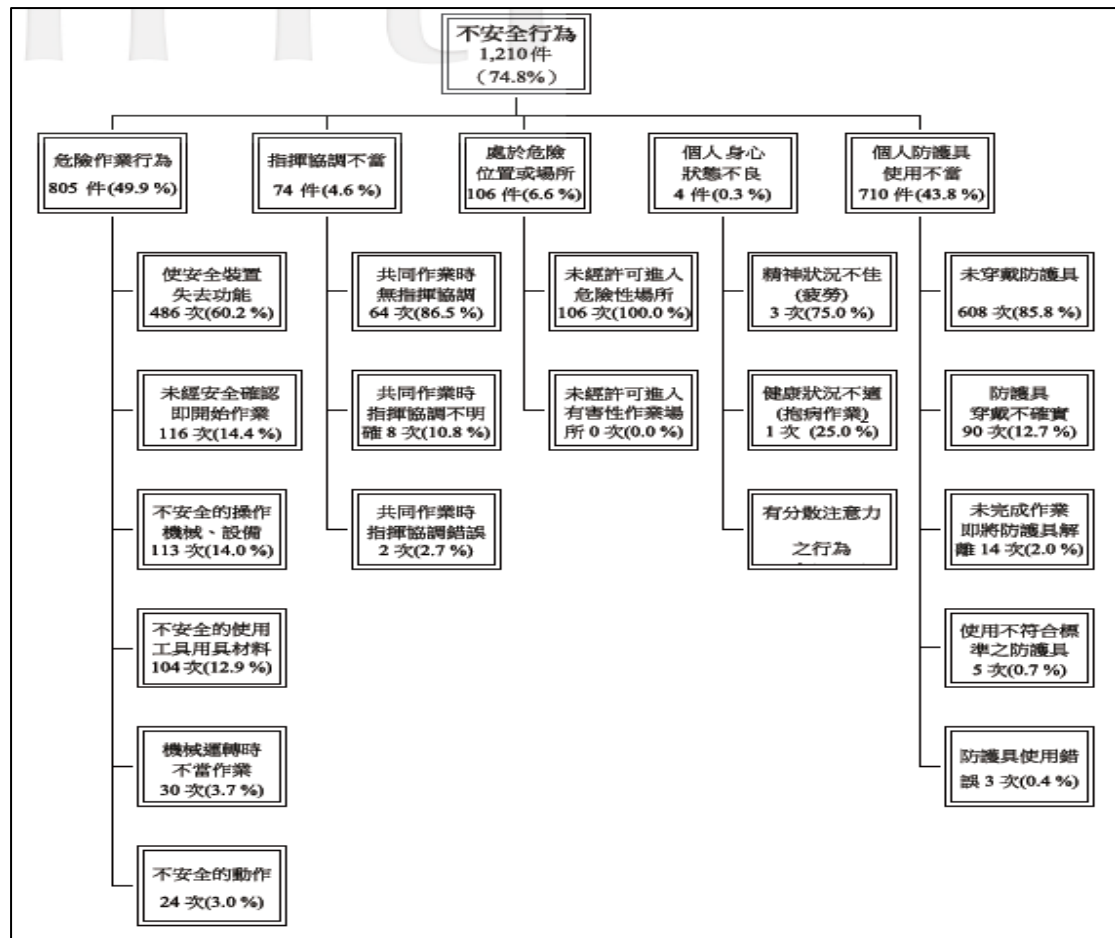 不安全行為
1,210 件
(74.8%)
危險作業行為
805 件(49.9 %)
指揮協調不當
74 件(4.6 %)
處於危險
位置或場所
106 件(6.6 %)
個人身心
狀態不良
4 件(0.3 %)
個人防護具
使用不當
710 件(43.8 %)
使安全裝置
失去功能
486 次(60.2 %)
共同作業時
無指揮協調
64 次(86.5 %)
未經許可進入
危險性場所
106 次(100.0 %)
精神狀況不佳
(疲勞)
3 次(75.0 %)
未穿戴防護具
608 次(85.8 %)
未經安全確認
即開始作業
116 次(14.4 %)
共同作業時
指揮協調不明
確 8 次(10.8 %)
未經許可進入
有害性作業場
所 0 次(0.0 %)
健康狀況不適
(抱病作業)
1 次 (25.0 %)
防護具
穿戴不確實
90 次(12.7 %)
不安全的操作
機械、設備
113 次(14.0 %)
共同作業時
指揮協調錯誤
2 次(2.7 %)
有分散注意力
之行為
未完成作業
即將防護具解
離 14 次(2.0 %)
不安全的使用
工具用具材料
104 次(12.9 %)
使用不符合標
準之防護具
5 次(0.7 %)
機械運轉時
不當作業
30 次(3.7 %)
防護具使用錯
誤 3 次(0.4 %)
不安全的動作
24 次(3.0 %)